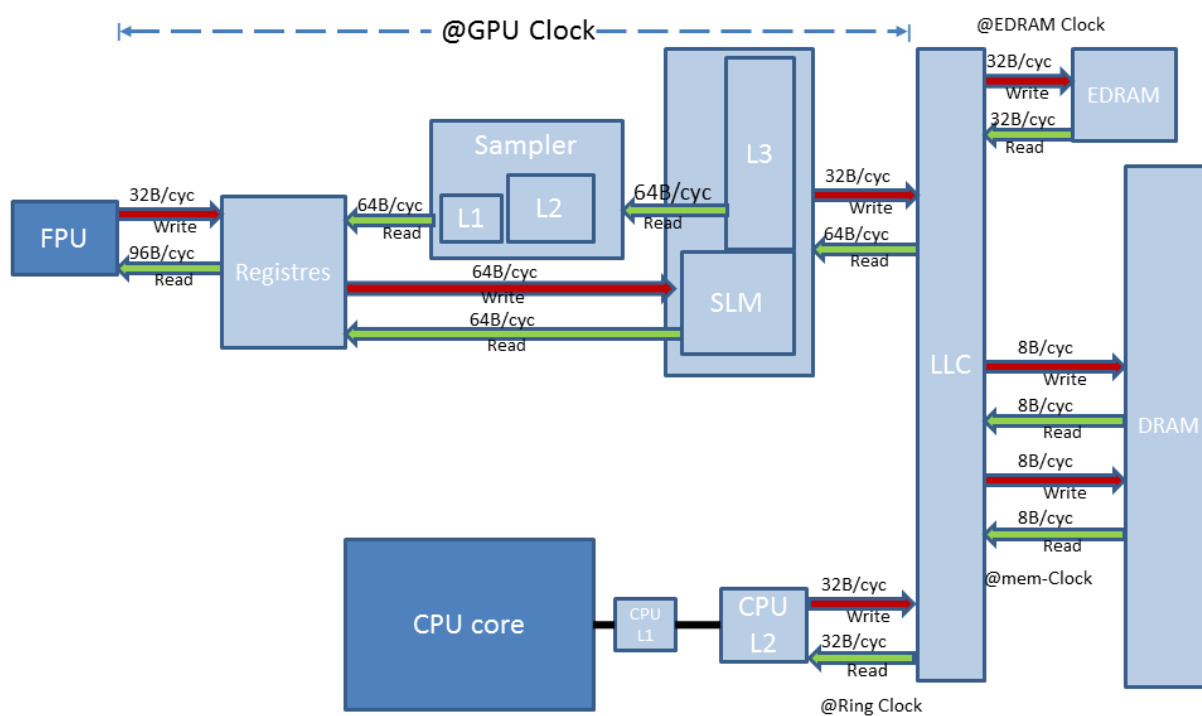 @EDRAM Clock
@GPU Clock
32B/cyc
Write
EDRAM
32B/cyc
Read
Sampler
L3
L1
L2
64B/cyc
Read
64B/cyc
Read
32B/cyc
Write
64B/cyc
Read
FPU
32B/cyc
Write
96B/cyc
Read
Registres
64B/cyc
Write
64B/cyc
Read
SLM
LLC
8B/cyc
Write
8B/cyc
Read
8B/cyc
Write
8B/cyc
Read
DRAM
@mem-Clock
CPU core
CPU
L1
CPU
L2
32B/cyc
Write
32B/cyc
Read
@Ring Clock